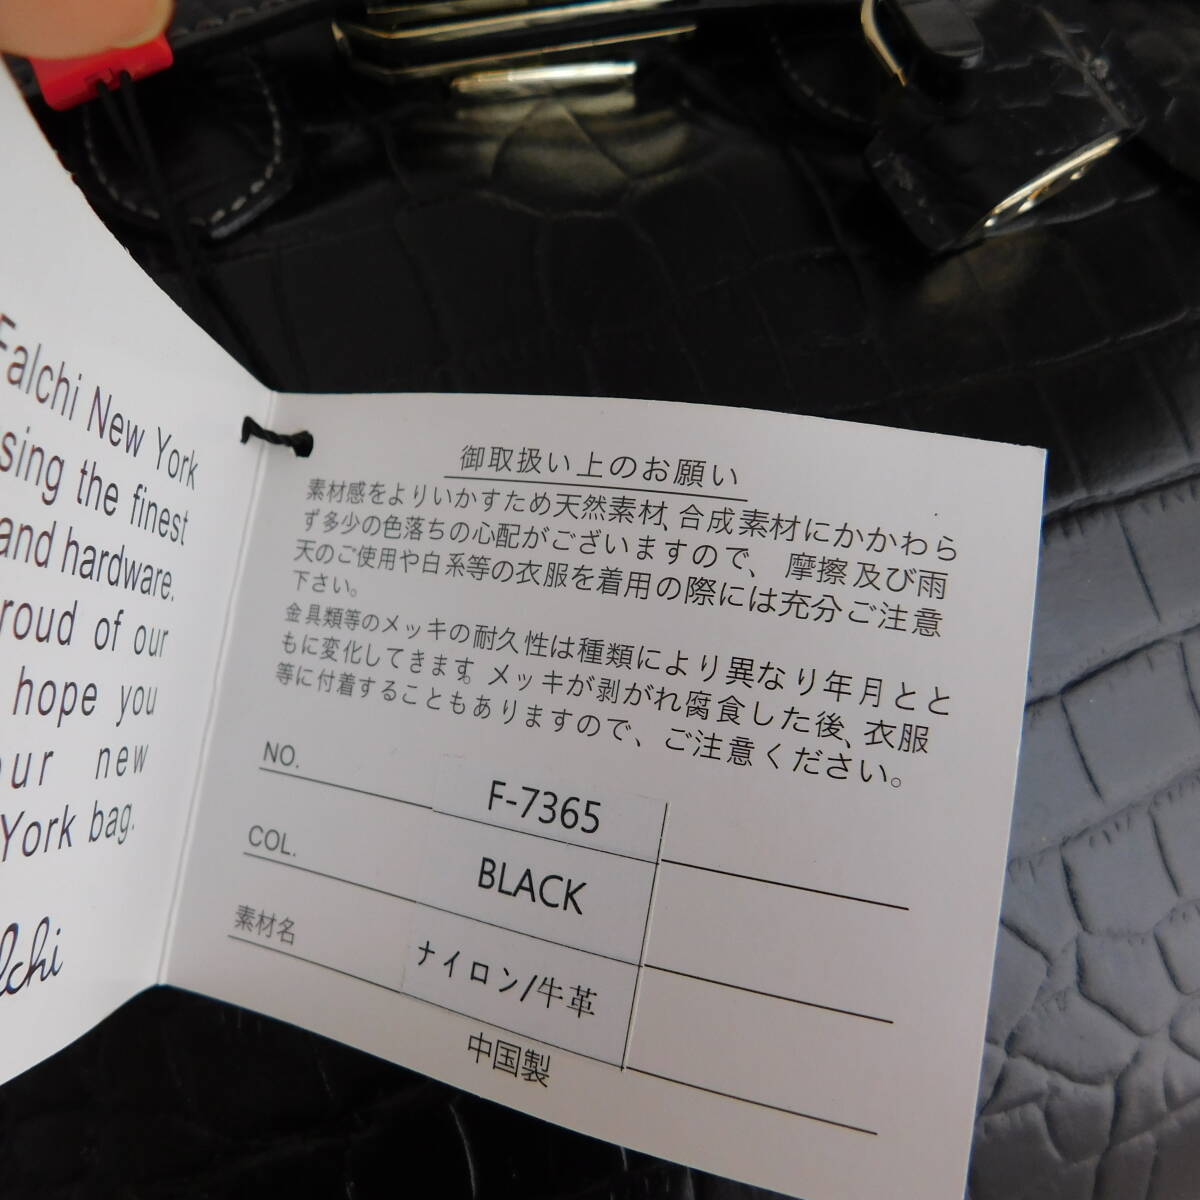 Falchi New York
the finest
and hardware.
of our
hope you
new
York bag.
御取扱い上のお願い
素材感をよりいかすため天然素材、合成素材にかかわら
ず多少の色落ちの心配がございますので、摩擦及び雨
天のご使用や白系等の衣服を着用の際には充分ご注意
下さい。
金具類等のメッキの耐久性は種類により異なり年月とと
もに変化してきます。メッキが剥がれ腐食した後、衣服
等に付着することもありますので、ご注意ください。
NO. F-7365
COL. BLACK
素材名 ナイロン/牛革
中国製